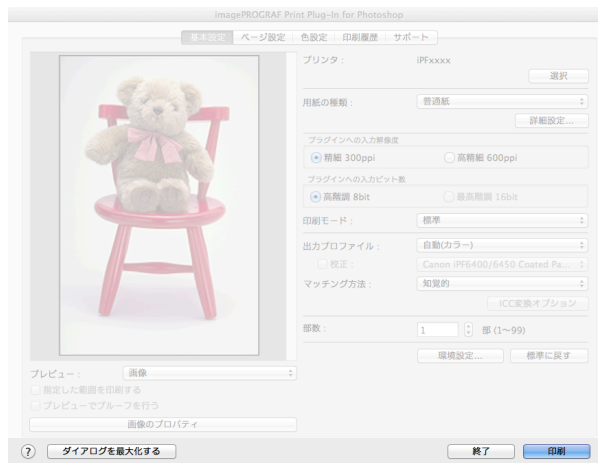 imagePROGRAF Print Plug-In for Photoshop
基本設定 ページ設定 色設定 印刷履歴 サポート
プリンタ： iPFxxxx
選択
用紙の種類： 普通紙
詳細設定...
プラグインへの入力解像度
精細 300ppi 高精細 600ppi
プラグインへの入力ビット数
高階調 8bit 最高階調 16bit
印刷モード： 標準
出力プロファイル： 自動(カラー)
校正： Canon iPF6400/6450 Coated Pa...
マッチング方法： 知覚的
ICC変換オプション
部数： 1 部 (1〜99)
環境設定... 標準に戻す
プレビュー： 画像
指定した範囲を印刷する
プレビューでプルーフを行う
画像のプロパティ
? ダイアログを最大化する 終了 印刷